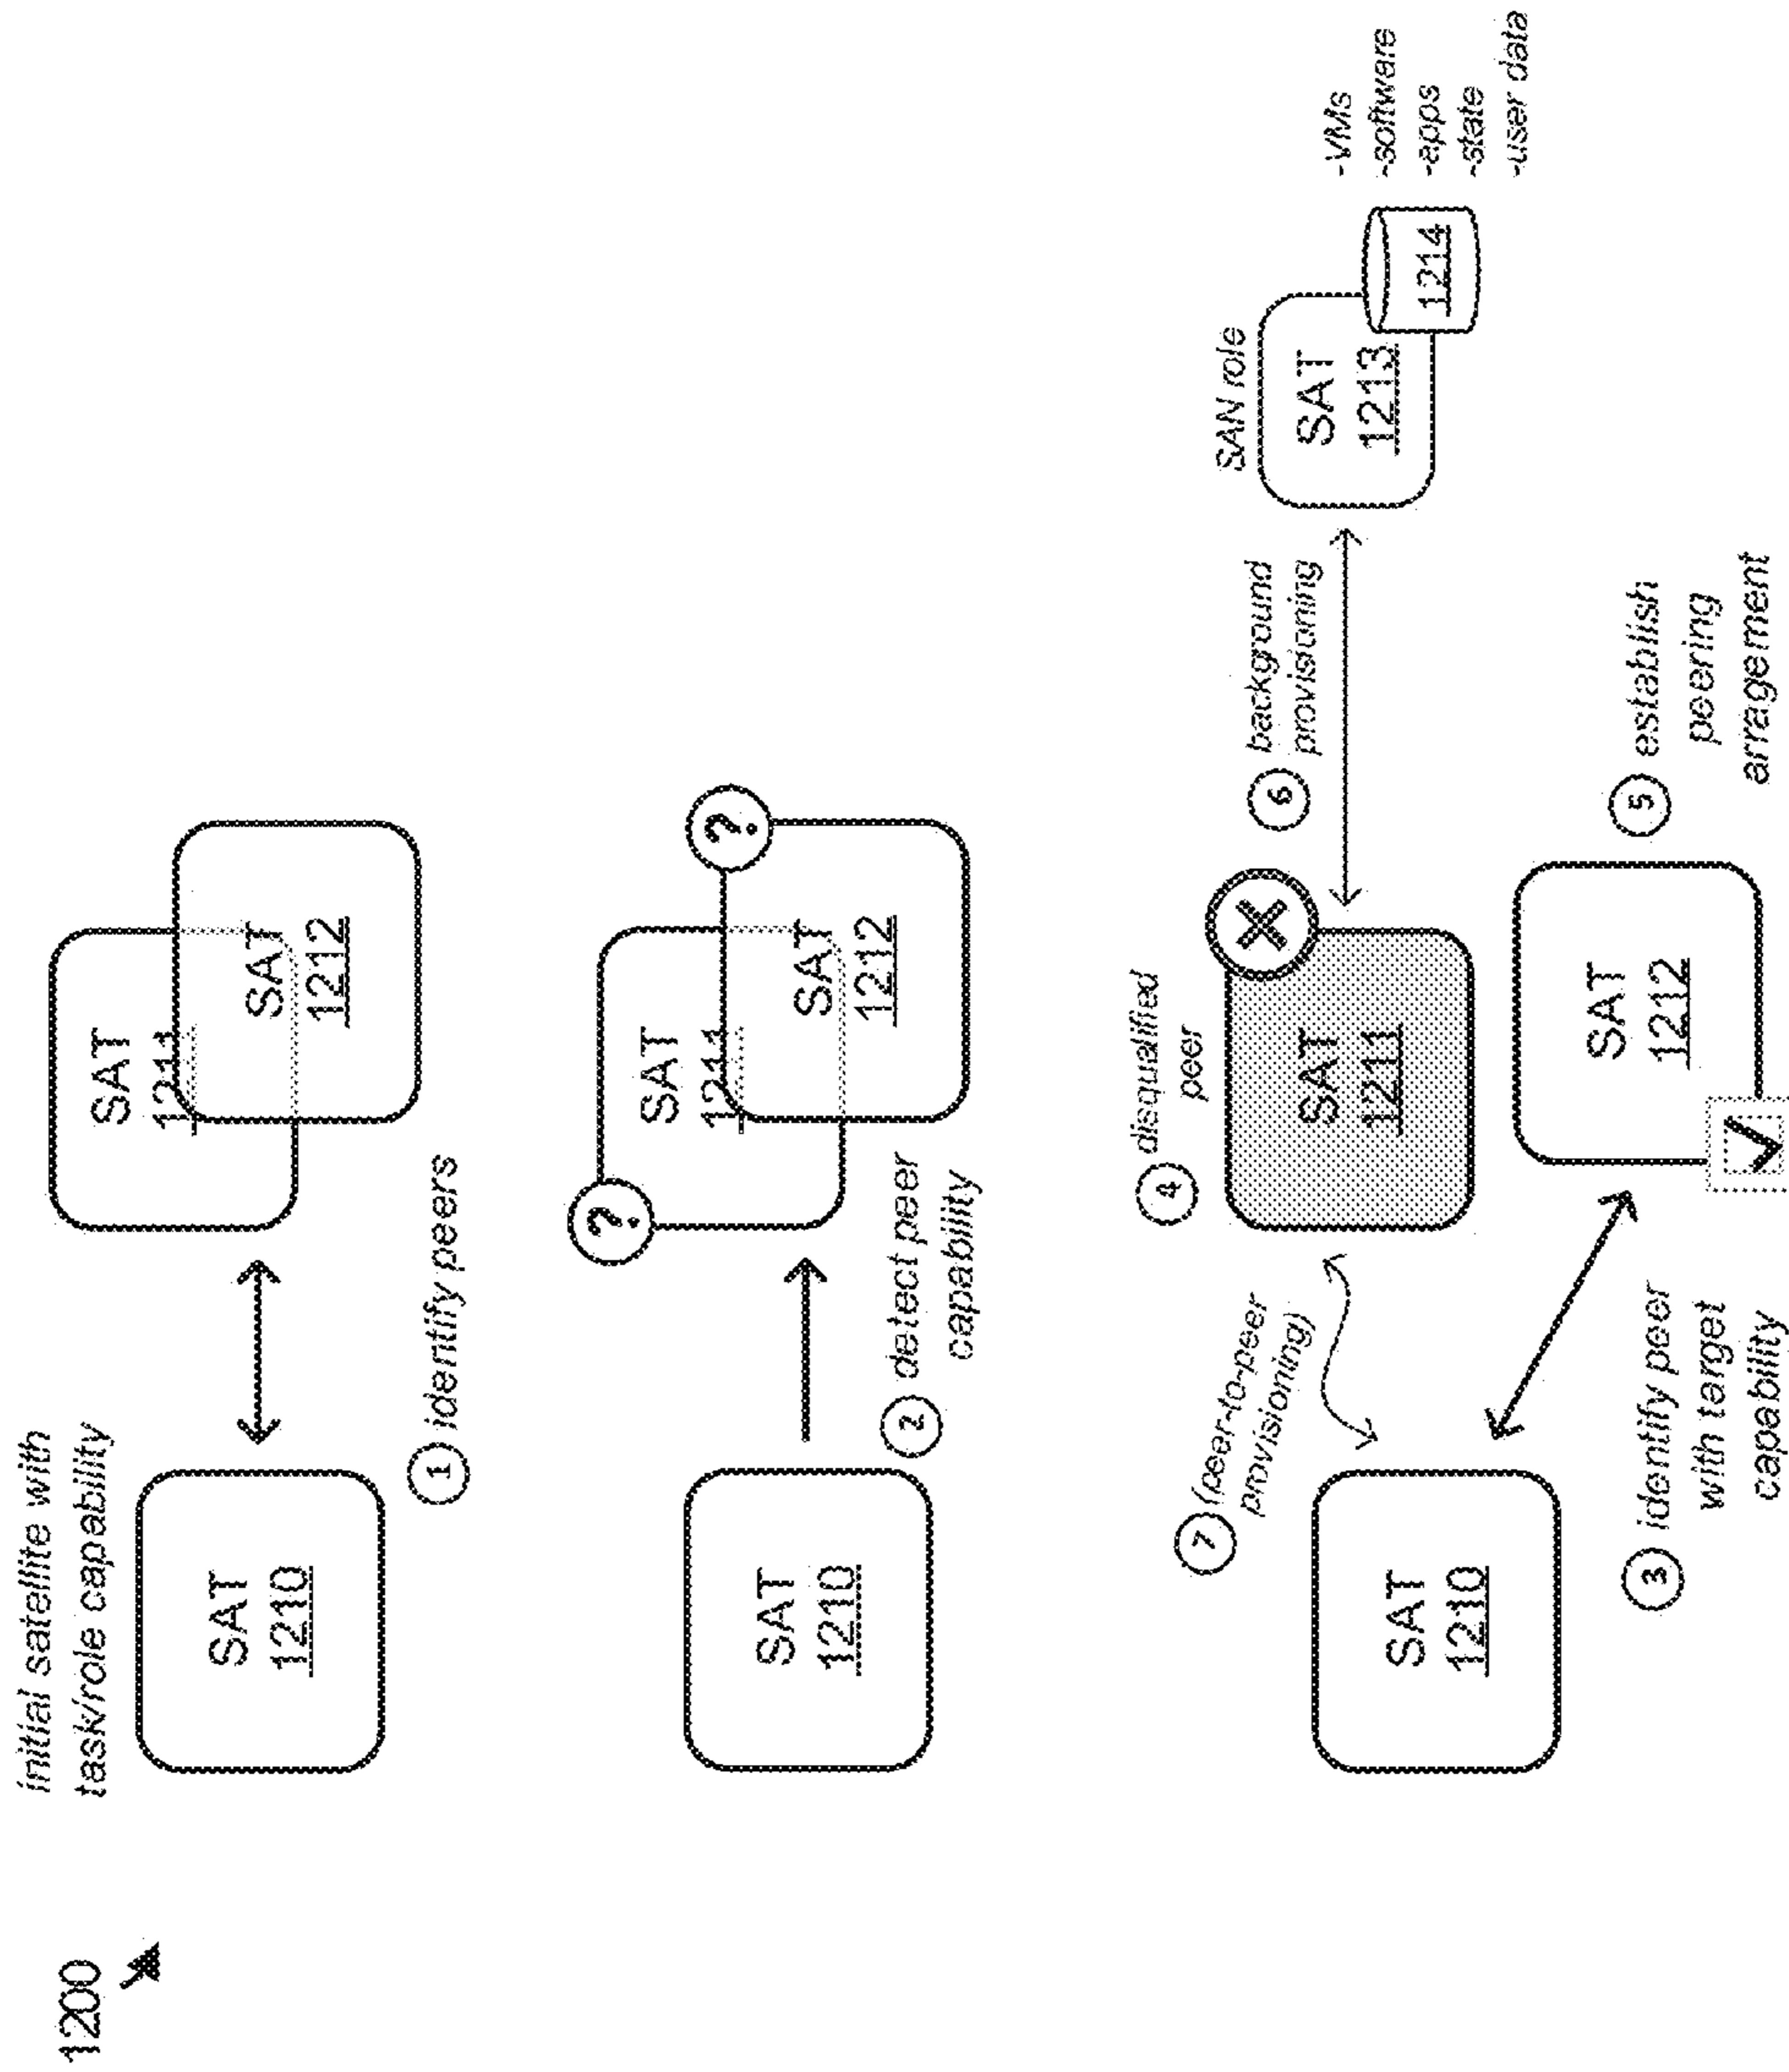 1200
initial satellite with
task/role capability
SAT
1210
SAT
1211
SAT
1212
1 identify peers
SAT
1210
?
SAT
1211
?
SAT
1212
2 detect peer
capability
SAT
1210
7 (peer-to-peer
provisioning)
4 disqualified
peer
SAT
1211
6 background
provisioning
SAN role
SAT
1213
1214
-VMs
-software
-apps
-state
-user data
SAT
1212
3 identify peer
with target
capability
5 establish
peering
arragement